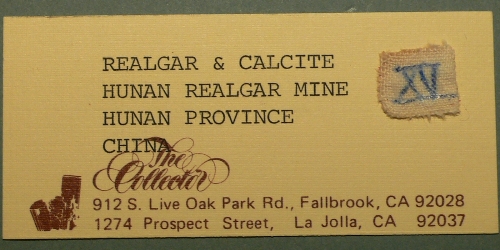 REALGAR & CALCITE
HUNAN REALGAR MINE
HUNAN PROVINCE
CHINA
XV
The
Collector
912 S. Live Oak Park Rd., Fallbrook, CA 92028
1274 Prospect Street, La Jolla, CA 92037